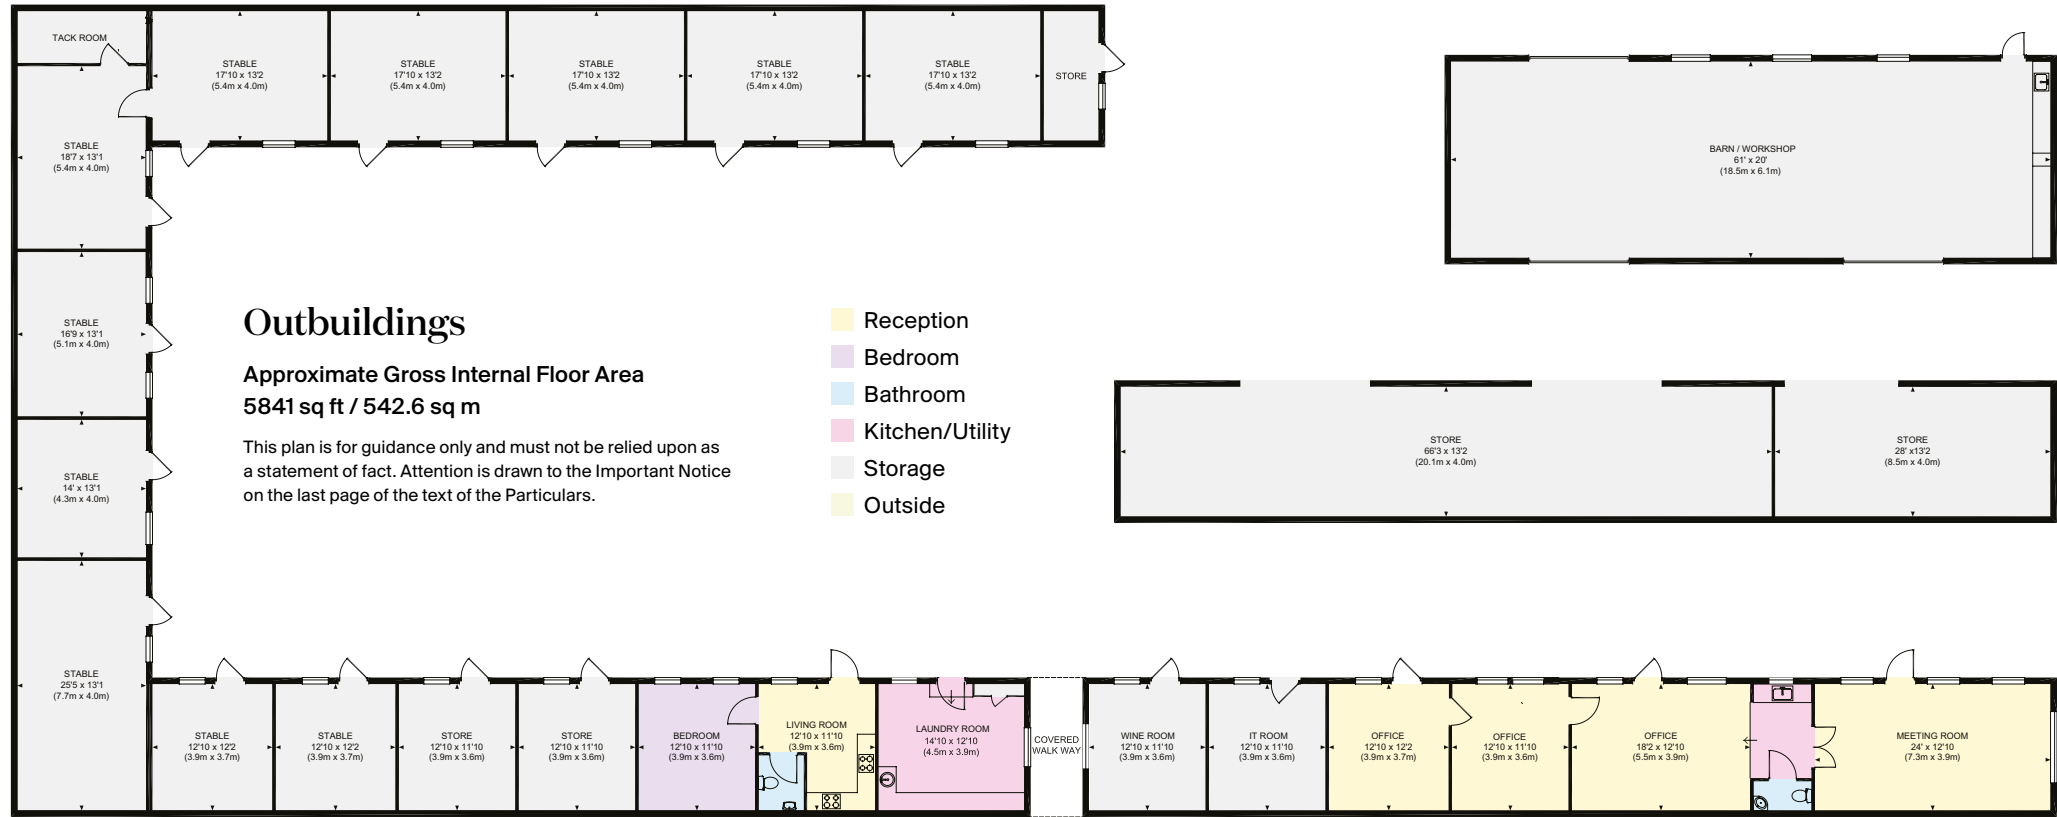 TACK ROOM
STABLE
17'10 x 13'2
(5.4m x 4.0m)
STABLE
17'10 x 13'2
(5.4m x 4.0m)
STABLE
17'10 x 13'2
(5.4m x 4.0m)
STABLE
17'10 x 13'2
(5.4m x 4.0m)
STABLE
17'10 x 13'2
(5.4m x 4.0m)
STORE
BARN / WORKSHOP
61' x 20'
(18.5m x 6.1m)
STABLE
18'7 x 13'1
(5.4m x 4.0m)
STABLE
16'9 x 13'1
(5.1m x 4.0m)
STABLE
14' x 13'1
(4.3m x 4.0m)
STABLE
25'5 x 13'1
(7.7m x 4.0m)
Outbuildings
Approximate Gross Internal Floor Area
5841 sq ft / 542.6 sq m
This plan is for guidance only and must not be relied upon as
a statement of fact. Attention is drawn to the Important Notice
on the last page of the text of the Particulars.
Reception
Bedroom
Bathroom
Kitchen/Utility
Storage
Outside
STORE
66'3 x 13'2
(20.1m x 4.0m)
STORE
28' x13'2
(8.5m x 4.0m)
STABLE
12'10 x 12'2
(3.9m x 3.7m)
STABLE
12'10 x 12'2
(3.9m x 3.7m)
STORE
12'10 x 11'10
(3.9m x 3.6m)
STORE
12'10 x 11'10
(3.9m x 3.6m)
BEDROOM
12'10 x 11'10
(3.9m x 3.6m)
LIVING ROOM
12'10 x 11'10
(3.9m x 3.6m)
LAUNDRY ROOM
14'10 x 12'10
(4.5m x 3.9m)
COVERED
WALK WAY
WINE ROOM
12'10 x 11'10
(3.9m x 3.6m)
IT ROOM
12'10 x 11'10
(3.9m x 3.6m)
OFFICE
12'10 x 12'2
(3.9m x 3.7m)
OFFICE
12'10 x 11'10
(3.9m x 3.6m)
OFFICE
18'2 x 12'10
(5.5m x 3.9m)
MEETING ROOM
24' x 12'10
(7.3m x 3.9m)